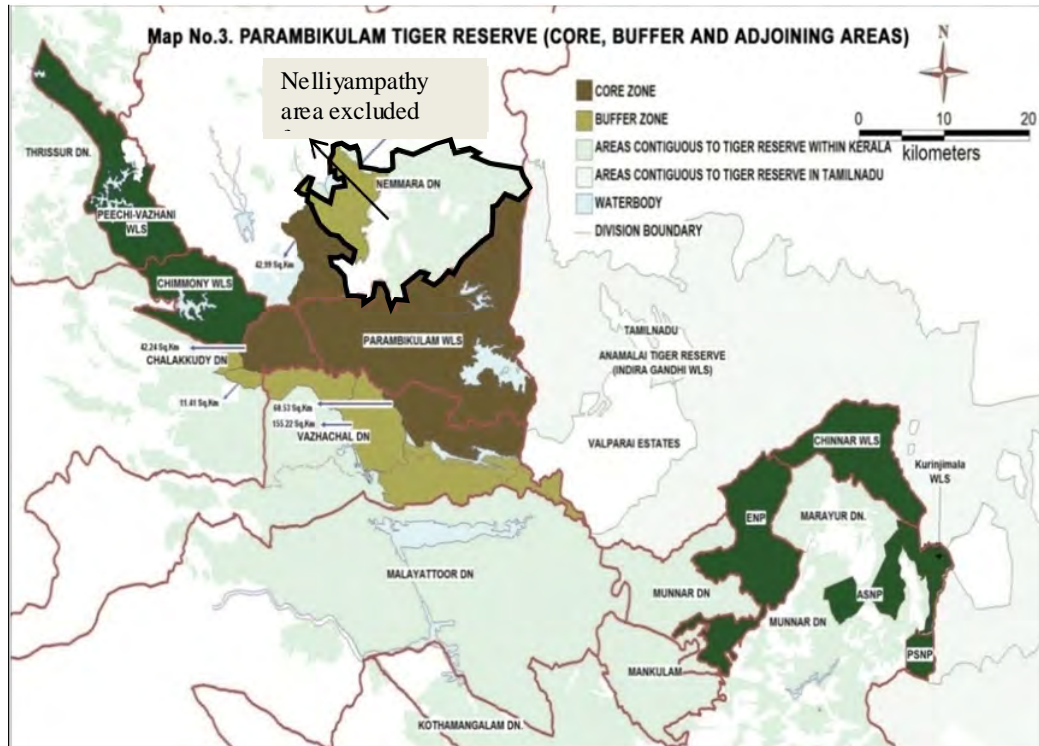 Map No.3. PARAMBIKULAM TIGER RESERVE (CORE, BUFFER AND ADJOINING AREAS)
N
Nelliyampathy
area excluded
CORE ZONE
BUFFER ZONE
AREAS CONTIGUOUS TO TIGER RESERVE WITHIN KERALA
AREAS CONTIGUOUS TO TIGER RESERVE IN TAMILNADU
WATERBODY
DIVISION BOUNDARY
0 10 20
kilometers
THRISSUR DN.
NEMMARA DN
PEECHI-VAZHANI
WLS
42.99 Sq.Km
CHIMMONY WLS
PARAMBIKULAM WLS
TAMILNADU
42.24 Sq.Km
CHALAKKUDY DN
ANAMALAI TIGER RESERVE
(INDIRA GANDHI WLS)
11.41 Sq.Km
68.53 Sq.Km
155.22 Sq.Km
VAZHACHAL DN
VALPARAI ESTATES
CHINNAR WLS
Kurinjimala
WLS
ENP
MARAYUR DN.
MALAYATTOOR DN
MUNNAR DN
ASNP
MUNNAR DN
PSNP
MANKULAM
KOTHAMANGALAM DN.